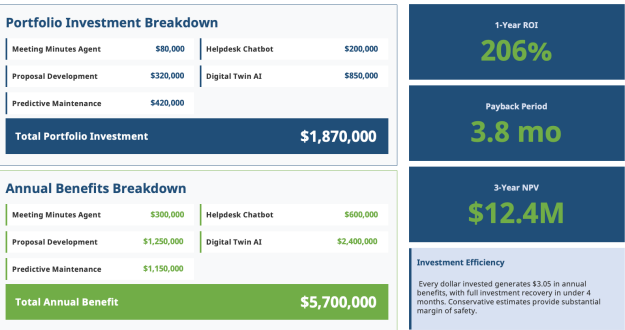 Portfolio Investment Breakdown
Meeting Minutes Agent $80,000 Helpdesk Chatbot $200,000
Proposal Development $320,000 Digital Twin AI $850,000
Predictive Maintenance $420,000
Total Portfolio Investment $1,870,000
Annual Benefits Breakdown
Meeting Minutes Agent $300,000 Helpdesk Chatbot $600,000
Proposal Development $1,250,000 Digital Twin AI $2,400,000
Predictive Maintenance $1,150,000
Total Annual Benefit $5,700,000
1-Year ROI
206%
Payback Period
3.8 mo
3-Year NPV
$12.4M
Investment Efficiency
Every dollar invested generates $3.05 in annual
benefits, with full investment recovery in under 4
months. Conservative estimates provide substantial
margin of safety.